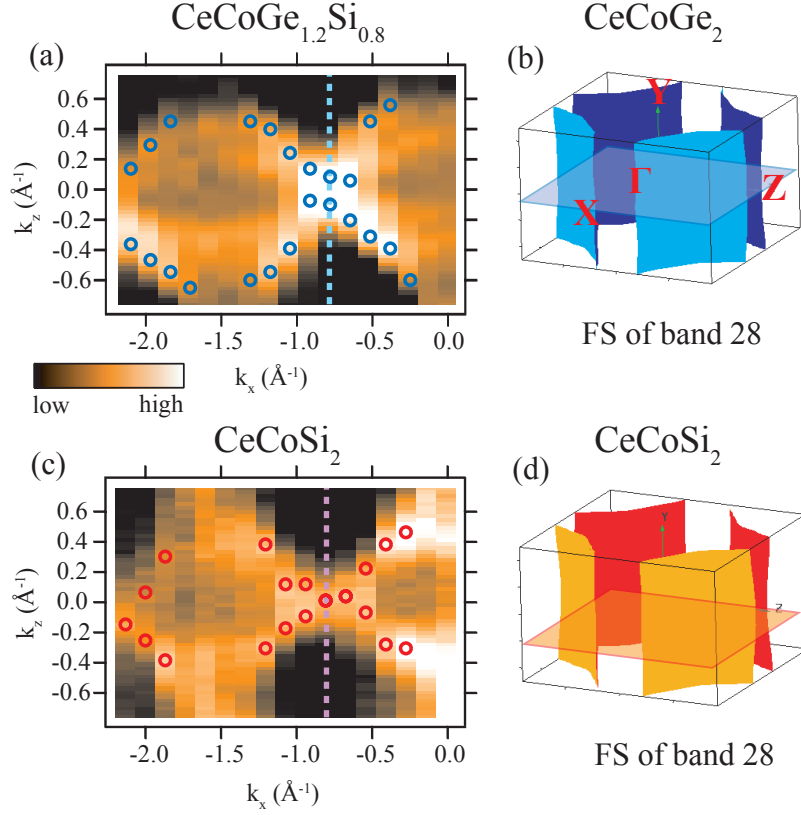 CeCoGe1.2Si0.8
CeCoGe2
(a)
(b)
0.6
0.4
0.2
0.0
-0.2
-0.4
-0.6
kz (Å-1)
-2.0 -1.5 -1.0 -0.5 0.0
kx (Å-1)
low high
Y
Γ
X
Z
FS of band 28
CeCoSi2
CeCoSi2
(c)
(d)
0.6
0.4
0.2
0.0
-0.2
-0.4
-0.6
kz (Å-1)
-2.0 -1.5 -1.0 -0.5 0.0
kx (Å-1)
Y
Z
FS of band 28